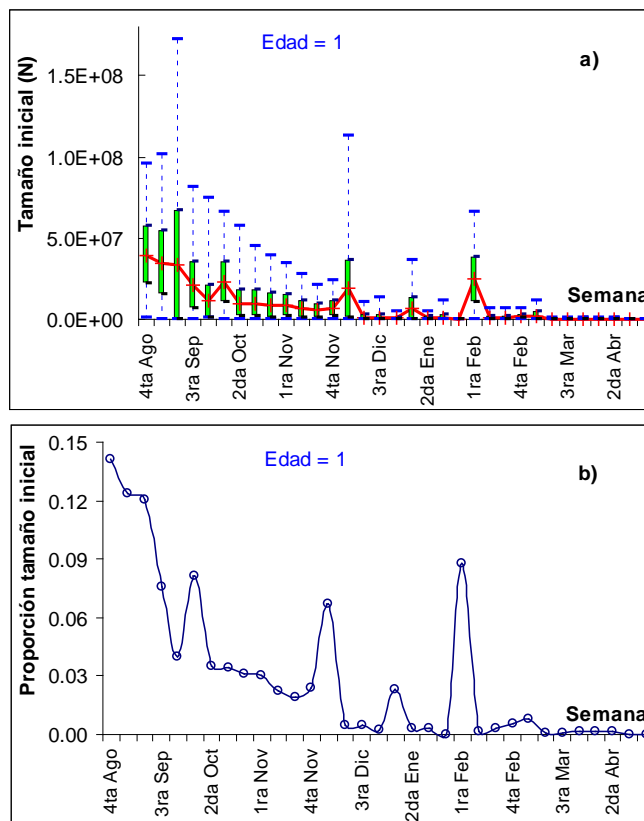 Edad = 1
a)
Tamaño inicial (N)
1.5E+08
1.0E+08
5.0E+07
0.0E+00
Semana
4ta Ago
3ra Sep
2da Oct
1ra Nov
4ta Nov
3ra Dic
2da Ene
1ra Feb
4ta Feb
3ra Mar
2da Abr
Edad = 1
b)
Proporción tamaño inicial
0.15
0.12
0.09
0.06
0.03
0.00
Semana
4ta Ago
3ra Sep
2da Oct
1ra Nov
4ta Nov
3ra Dic
2da Ene
1ra Feb
4ta Feb
3ra Mar
2da Abr